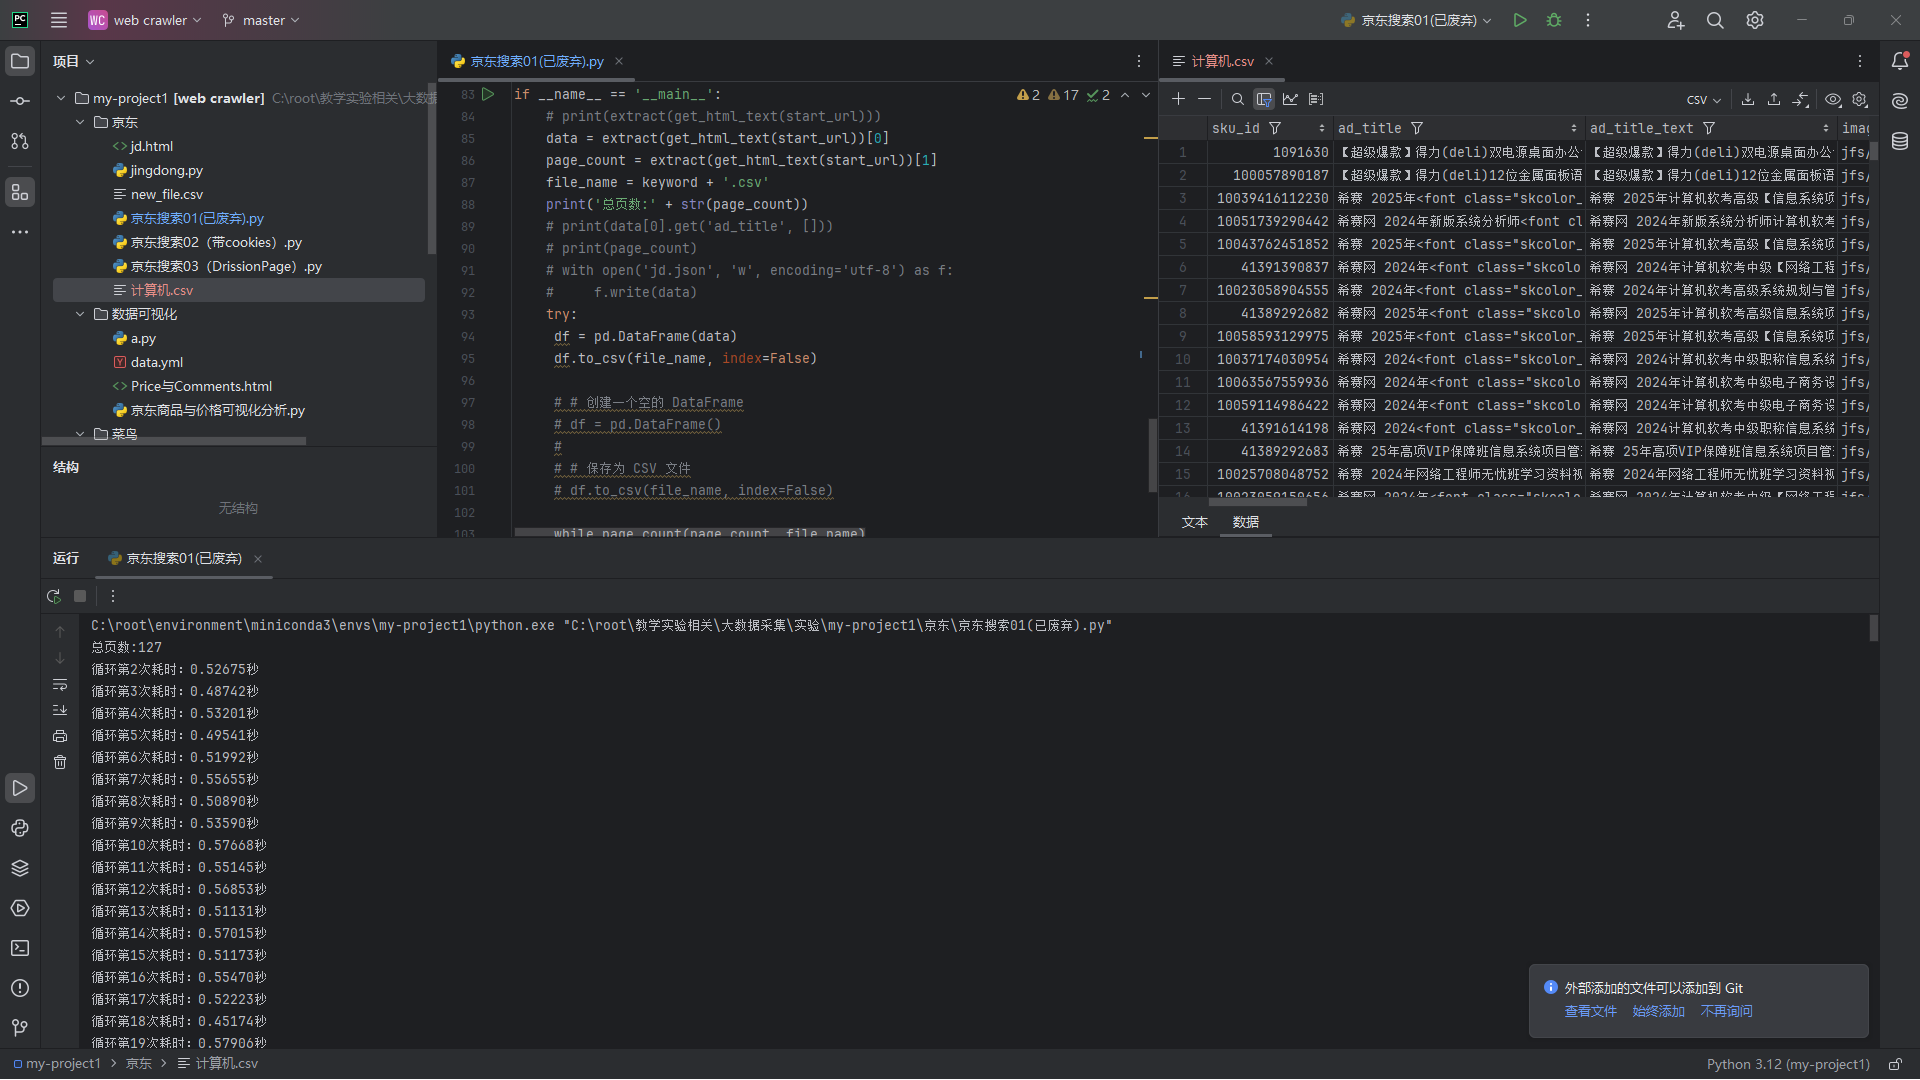 PC
WC web crawler
master
京东搜索01(已废弃)
项目
my-project1 [web crawler] C:\root\教学实验相关\大数据
京东
jd.html
jingdong.py
new_file.csv
京东搜索01(已废弃).py
京东搜索02（带cookies）.py
京东搜索03（DrissionPage）.py
计算机.csv
数据可视化
a.py
data.yml
Price与Comments.html
京东商品与价格可视化分析.py
菜鸟
结构
无结构
京东搜索01(已废弃).py
2 17 2
83 if __name__ == '__main__':
84 # print(extract(get_html_text(start_url)))
85 data = extract(get_html_text(start_url))[0]
86 page_count = extract(get_html_text(start_url))[1]
87 file_name = keyword + '.csv'
88 print('总页数:' + str(page_count))
89 # print(data[0].get('ad_title', []))
90 # print(page_count)
91 # with open('jd.json', 'w', encoding='utf-8') as f:
92 #     f.write(data)
93 try:
94 df = pd.DataFrame(data)
95 df.to_csv(file_name, index=False)
96
97 # # 创建一个空的 DataFrame
98 # df = pd.DataFrame()
99 #
100 # # 保存为 CSV 文件
101 # df.to_csv(file_name, index=False)
102
103 while_page_count(page_count, file_name)
计算机.csv
CSV
sku_id ad_title ad_title_text imag
1 1091630 【超级爆款】得力(deli)双电源桌面办公 【超级爆款】得力(deli)双电源桌面办公 jfs/
2 100057890187 【超级爆款】得力(deli)12位金属面板语 【超级爆款】得力(deli)12位金属面板语 jfs/
3 10039416112230 希赛 2025年<font class="skcolor_ 希赛 2025年计算机软考高级【信息系统项 jfs/
4 10051739290442 希赛网 2024年新版系统分析师<font cl 希赛网 2024年新版系统分析师计算机软考 jfs/
5 10043762451852 希赛 2025年<font class="skcolor_ 希赛 2025年计算机软考高级【信息系统项 jfs/
6 41391390837 希赛网 2024年<font class="skcolo 希赛网 2024年计算机软考中级【网络工程 jfs/
7 10023058904555 希赛 2024年<font class="skcolor_ 希赛 2024年计算机软考高级系统规划与管 jfs/
8 41389292682 希赛网 2025年<font class="skcolo 希赛网 2025年计算机软考高级信息系统项 jfs/
9 10058593129975 希赛 2025年<font class="skcolor_ 希赛 2025年计算机软考高级【信息系统项 jfs/
10 10037174030954 希赛网 2024<font class="skcolor_ 希赛网 2024计算机软考中级职称信息系统 jfs/
11 10063567559936 希赛网 2024年<font class="skcolo 希赛网 2024年计算机软考中级电子商务设 jfs/
12 10059114986422 希赛网 2024年<font class="skcolo 希赛网 2024年计算机软考中级电子商务设 jfs/
13 41391614198 希赛网 2024<font class="skcolor_ 希赛网 2024计算机软考中级职称信息系统 jfs/
14 41389292683 希赛 25年高项VIP保障班信息系统项目管 希赛 25年高项VIP保障班信息系统项目管 jfs/
15 10025708048752 希赛 2024年网络工程师无忧班学习资料视 希赛 2024年网络工程师无忧班学习资料视 jfs/
16 10023059150656 希赛网 2024年<font class="skcolo 希赛网 2024年计算机软考中级【网络工程 jfs/
文本 数据
运行 京东搜索01(已废弃)
C:\root\environment\miniconda3\envs\my-project1\python.exe "C:\root\教学实验相关\大数据采集\实验\my-project1\京东\京东搜索01(已废弃).py"
总页数:127
循环第2次耗时：0.52675秒
循环第3次耗时：0.48742秒
循环第4次耗时：0.53201秒
循环第5次耗时：0.49541秒
循环第6次耗时：0.51992秒
循环第7次耗时：0.55655秒
循环第8次耗时：0.50890秒
循环第9次耗时：0.53590秒
循环第10次耗时：0.57668秒
循环第11次耗时：0.55145秒
循环第12次耗时：0.56853秒
循环第13次耗时：0.51131秒
循环第14次耗时：0.57015秒
循环第15次耗时：0.51173秒
循环第16次耗时：0.55470秒
循环第17次耗时：0.52223秒
循环第18次耗时：0.45174秒
循环第19次耗时：0.57906秒
外部添加的文件可以添加到 Git
查看文件 始终添加 不再询问
my-project1 > 京东 > 计算机.csv
Python 3.12 (my-project1)